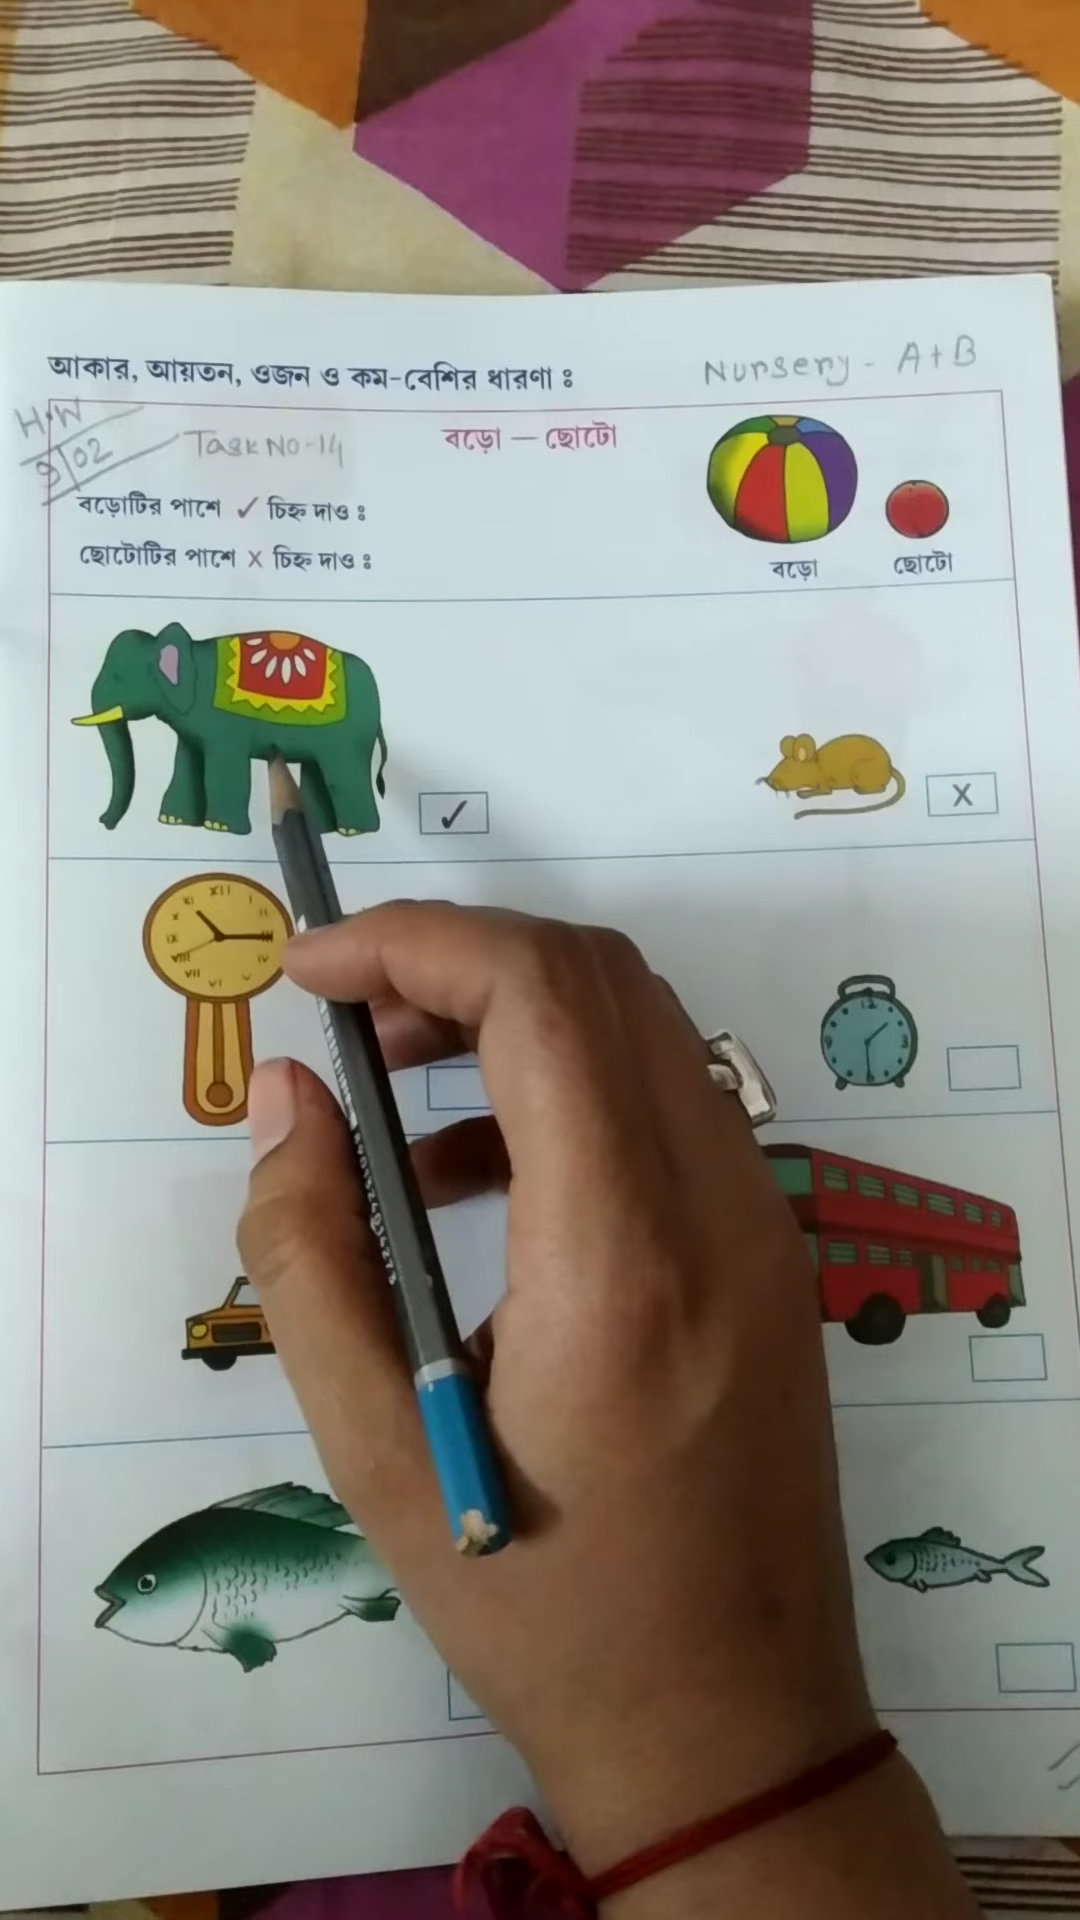 আকার, আয়তন, ওজন ও কম-বেশির ধারণা ঃ
Nursery - A+B
H.W
9/02
Task No-14
বড়ো — ছোটো
বড়োটির পাশে ✓ চিহ্ন দাও ঃ
ছোটোটির পাশে x চিহ্ন দাও ঃ
বড়ো
ছোটো
✓
X